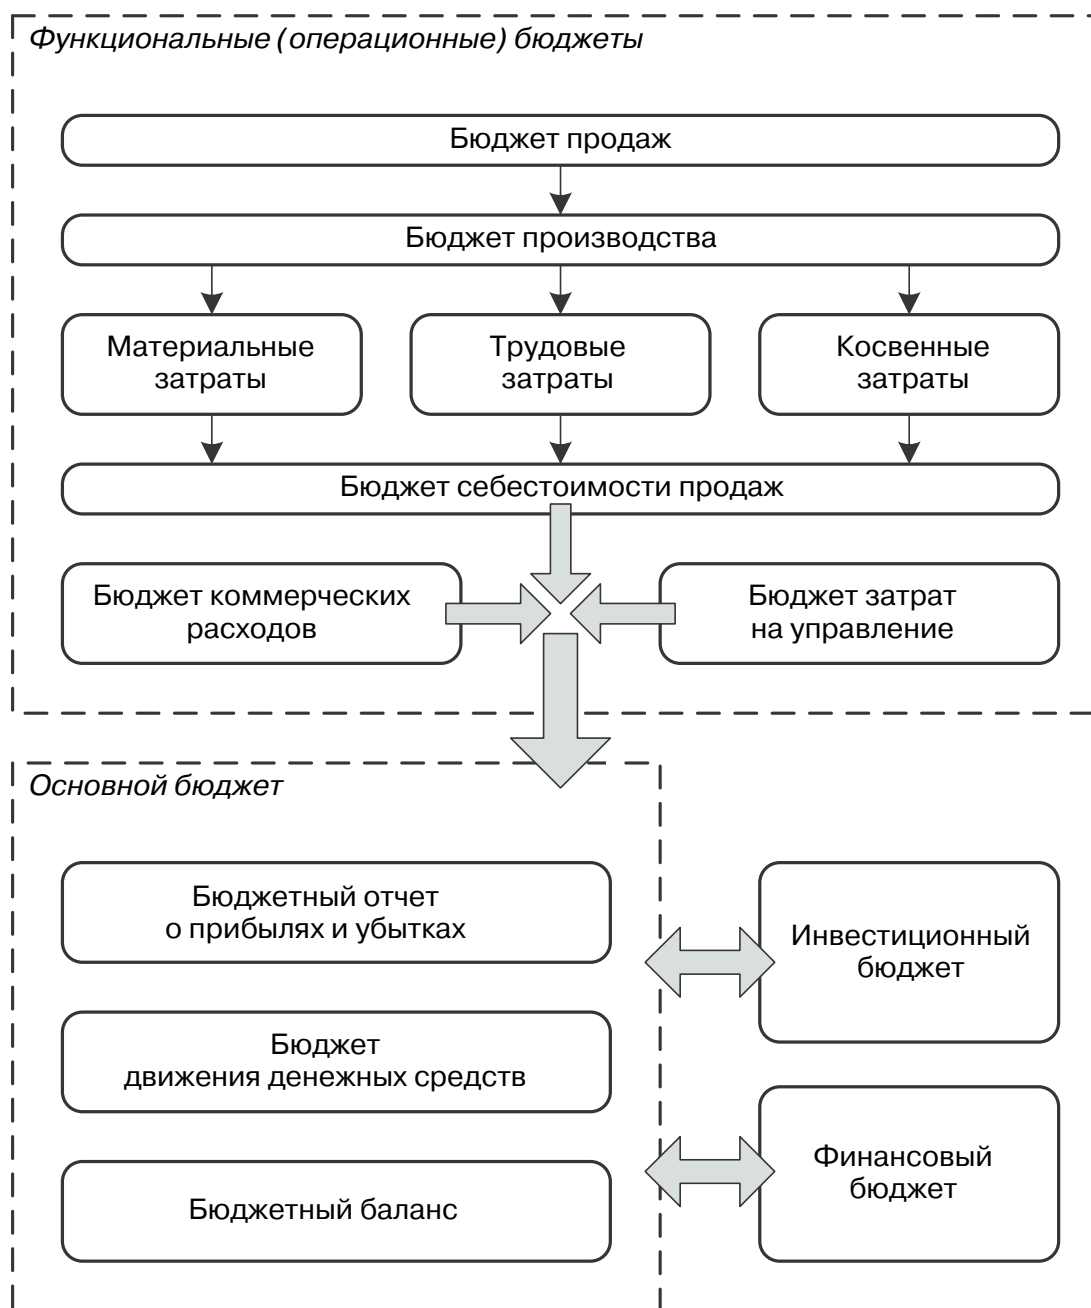 Функциональные (операционные) бюджеты
Бюджет продаж
Бюджет производства
Материальные
затраты
Трудовые
затраты
Косвенные
затраты
Бюджет себестоимости продаж
Бюджет коммерческих
расходов
Бюджет затрат
на управление
Основной бюджет
Бюджетный отчет
о прибылях и убытках
Инвестиционный
бюджет
Бюджет
движения денежных средств
Финансовый
бюджет
Бюджетный баланс